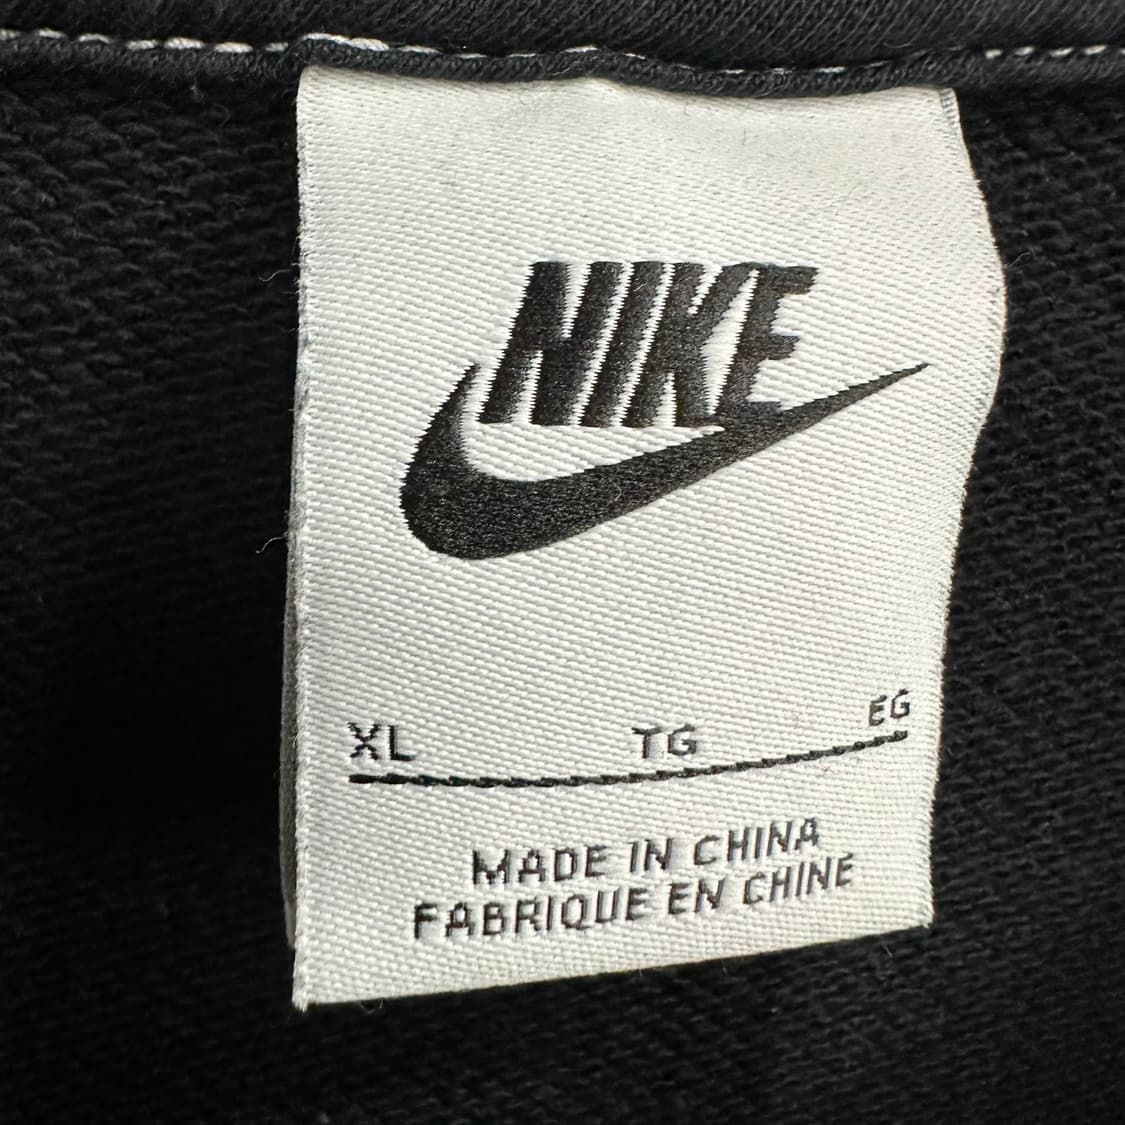 NIKE
XL TG EG
MADE IN CHINA
FABRIQUE EN CHINE